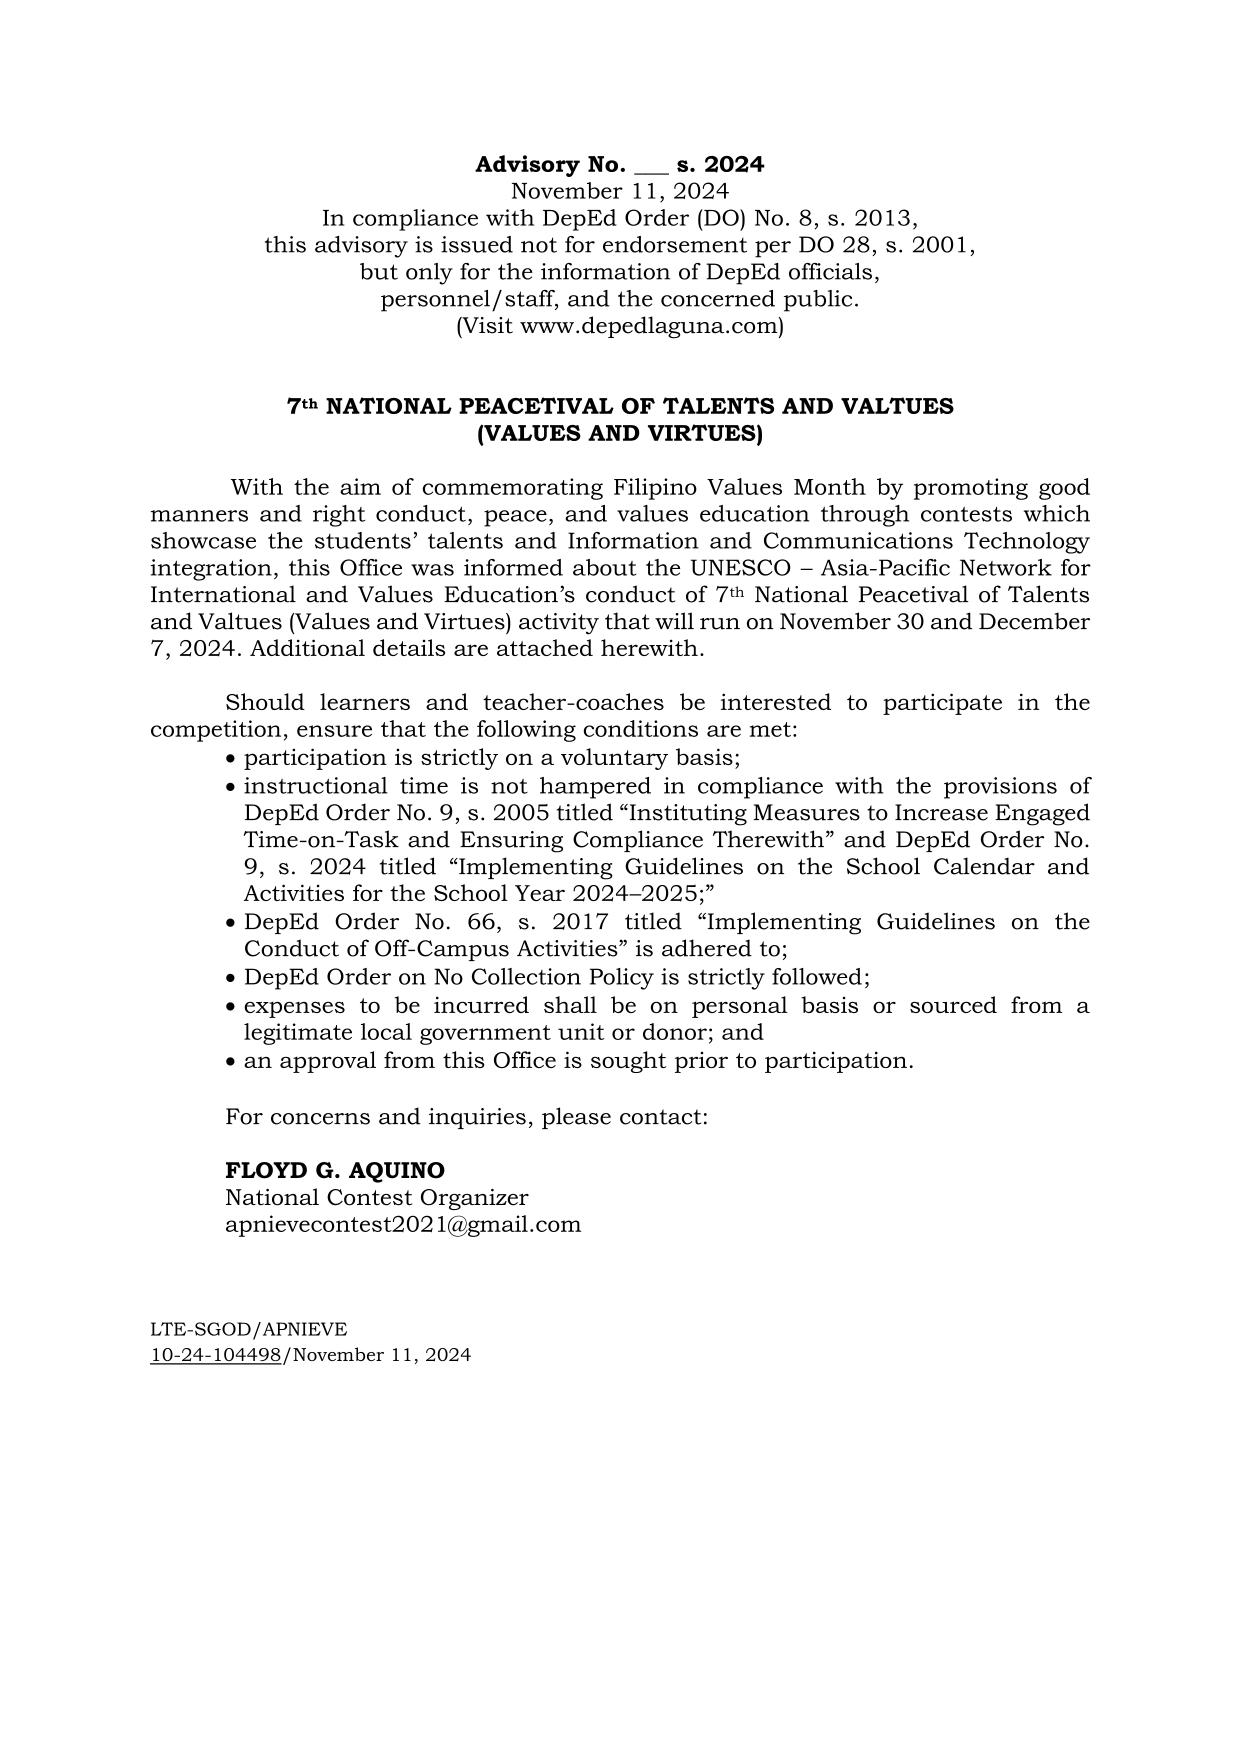 Advisory No. ___ s. 2024
November 11, 2024
In compliance with DepEd Order (DO) No. 8, s. 2013,
this advisory is issued not for endorsement per DO 28, s. 2001,
but only for the information of DepEd officials,
personnel/staff, and the concerned public.
(Visit www.depedlaguna.com)
7th NATIONAL PEACETIVAL OF TALENTS AND VALTUES
(VALUES AND VIRTUES)
With the aim of commemorating Filipino Values Month by promoting good
manners and right conduct, peace, and values education through contests which
showcase the students’ talents and Information and Communications Technology
integration, this Office was informed about the UNESCO – Asia-Pacific Network for
International and Values Education’s conduct of 7th National Peacetival of Talents
and Valtues (Values and Virtues) activity that will run on November 30 and December
7, 2024. Additional details are attached herewith.
Should learners and teacher-coaches be interested to participate in the
competition, ensure that the following conditions are met:
• participation is strictly on a voluntary basis;
• instructional time is not hampered in compliance with the provisions of
DepEd Order No. 9, s. 2005 titled “Instituting Measures to Increase Engaged
Time-on-Task and Ensuring Compliance Therewith” and DepEd Order No.
9, s. 2024 titled “Implementing Guidelines on the School Calendar and
Activities for the School Year 2024–2025;”
• DepEd Order No. 66, s. 2017 titled “Implementing Guidelines on the
Conduct of Off-Campus Activities” is adhered to;
• DepEd Order on No Collection Policy is strictly followed;
• expenses to be incurred shall be on personal basis or sourced from a
legitimate local government unit or donor; and
• an approval from this Office is sought prior to participation.
For concerns and inquiries, please contact:
FLOYD G. AQUINO
National Contest Organizer
apnievecontest2021@gmail.com
LTE-SGOD/APNIEVE
10-24-104498/November 11, 2024